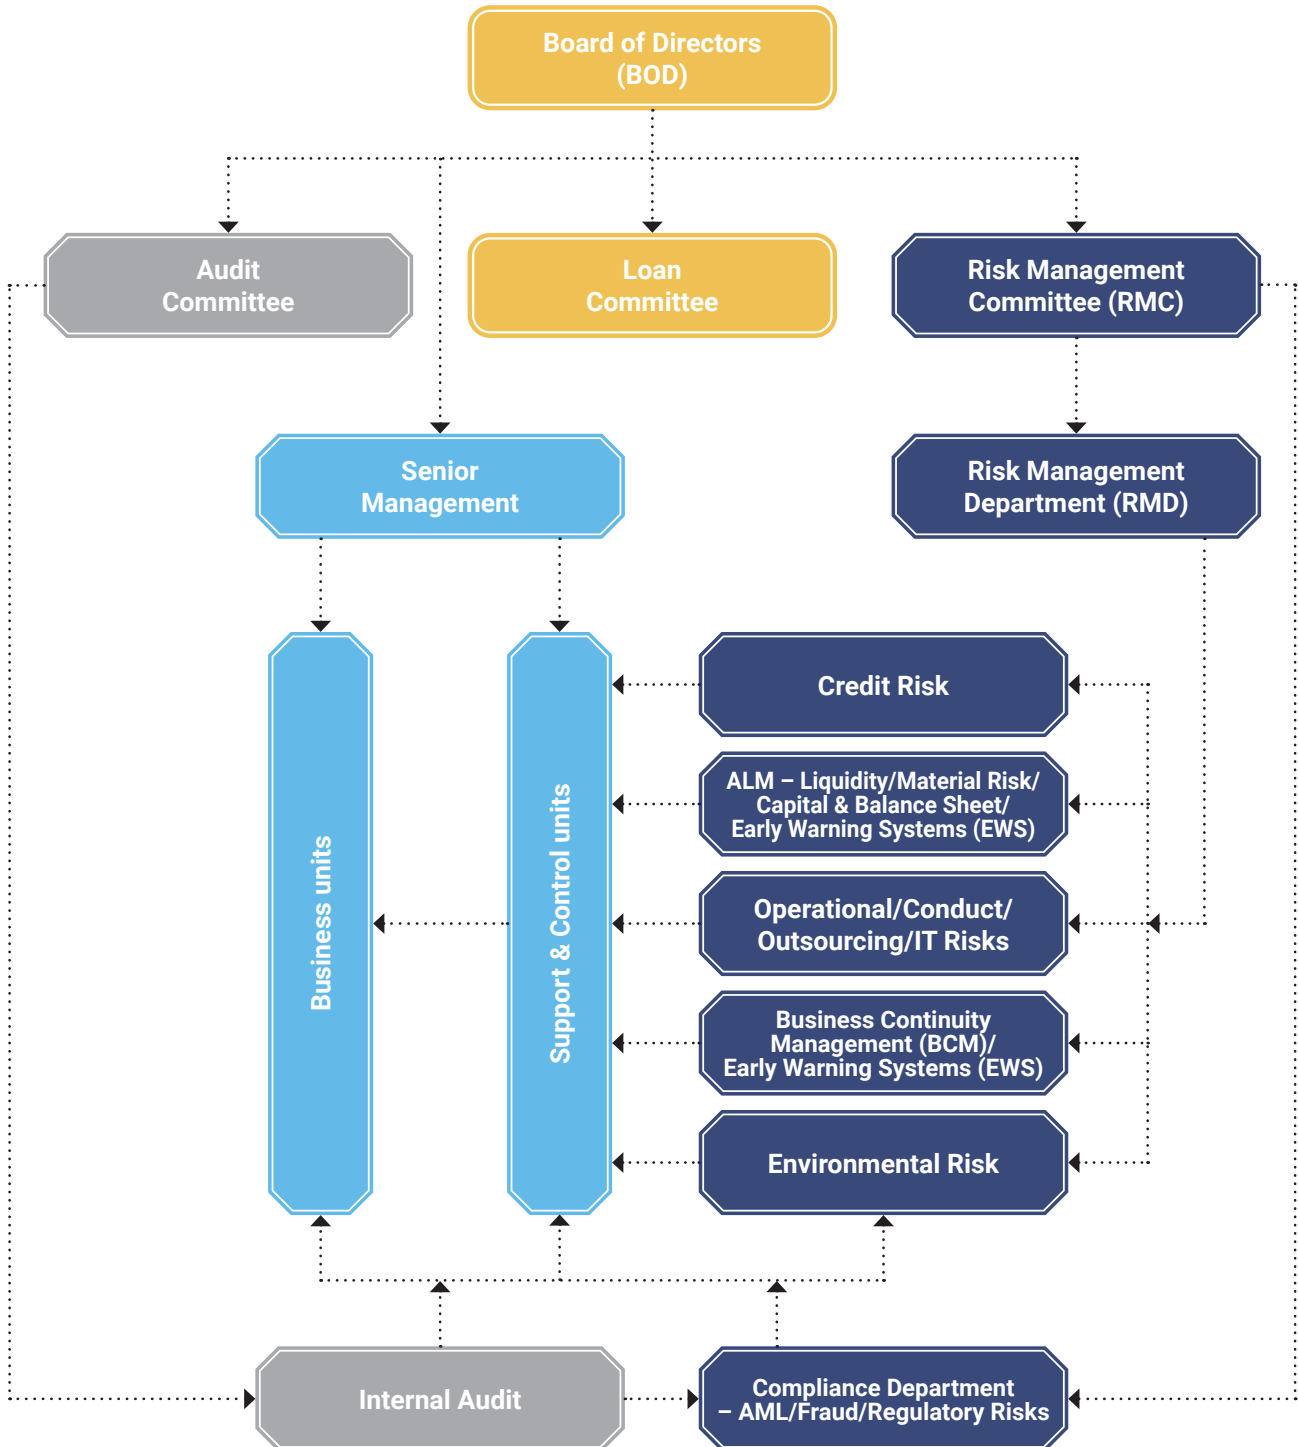 Board of Directors
(BOD)
Audit
Committee
Loan
Committee
Risk Management
Committee (RMC)
Senior
Management
Risk Management
Department (RMD)
Business units
Support & Control units
Credit Risk
ALM – Liquidity/Material Risk/
Capital & Balance Sheet/
Early Warning Systems (EWS)
Operational/Conduct/
Outsourcing/IT Risks
Business Continuity
Management (BCM)/
Early Warning Systems (EWS)
Environmental Risk
Internal Audit
Compliance Department
– AML/Fraud/Regulatory Risks